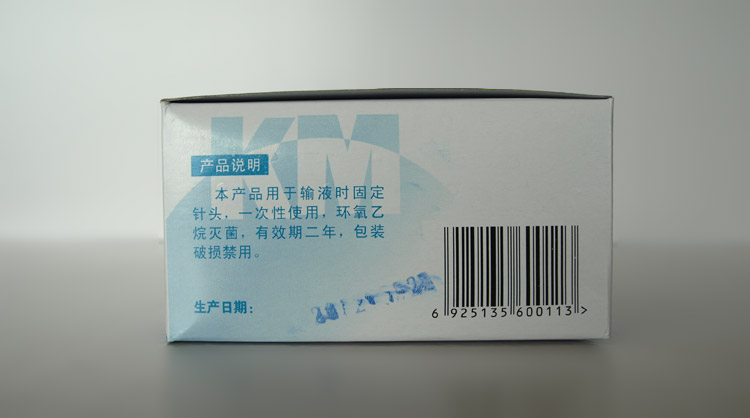 KM
产品说明
本产品用于输液时固定
针头，一次性使用，环氧乙
烷灭菌，有效期二年，包装
破损禁用。
生产日期：
6 925135 600113 >